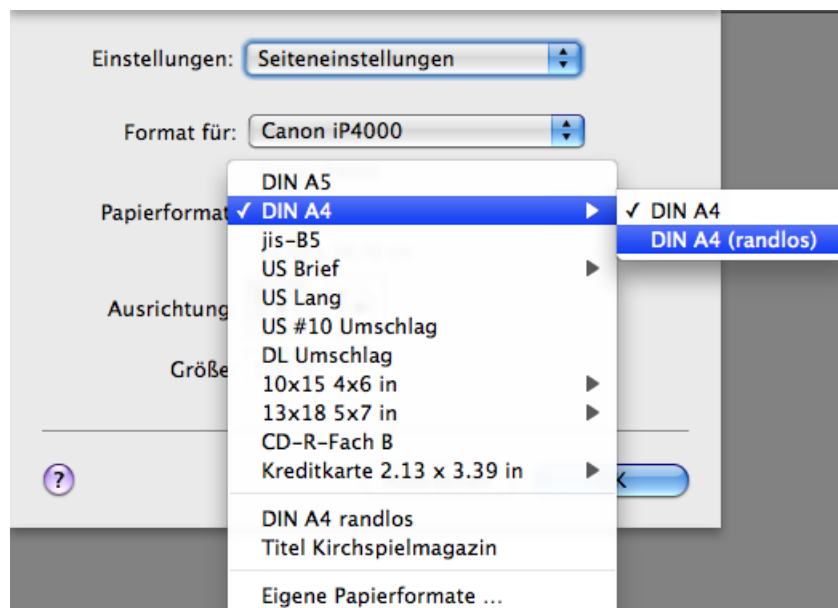 Einstellungen: Seiteneinstellungen
Format für: Canon iP4000
DIN A5
Papierformat ✓ DIN A4
✓ DIN A4
DIN A4 (randlos)
jis-B5
US Brief
US Lang
Ausrichtung
US #10 Umschlag
DL Umschlag
Größe
10x15 4x6 in
13x18 5x7 in
CD-R-Fach B
Kreditkarte 2.13 x 3.39 in
?
DIN A4 randlos
Titel Kirchspielmagazin
Eigene Papierformate ...